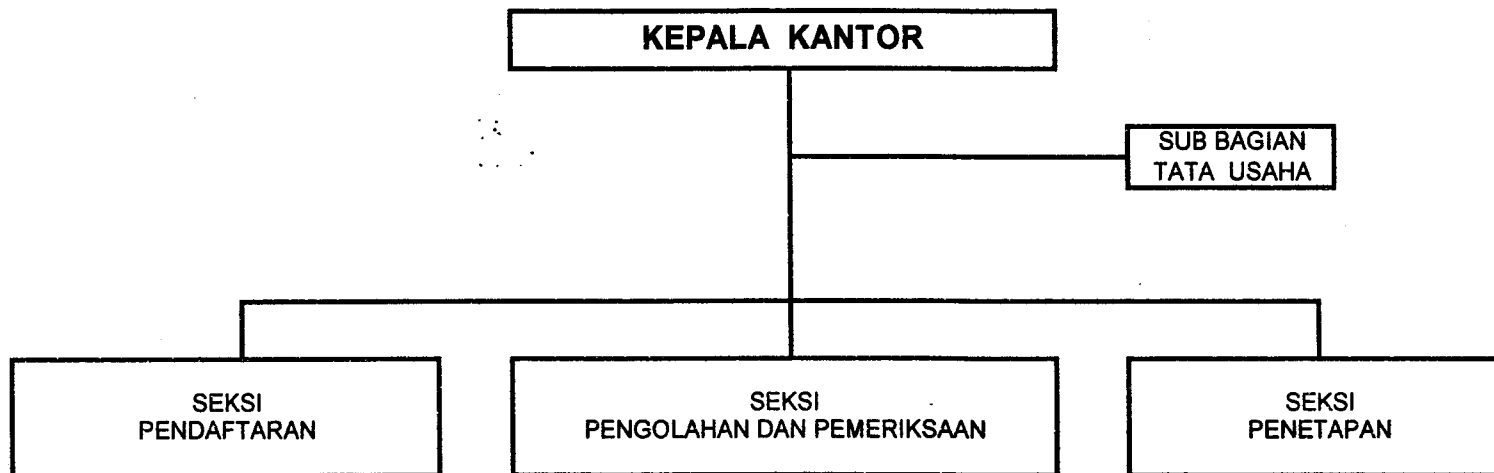 KEPALA KANTOR
SUB BAGIAN
TATA USAHA
SEKSI
PENDAFTARAN
SEKSI
PENGOLAHAN DAN PEMERIKSAAN
SEKSI
PENETAPAN